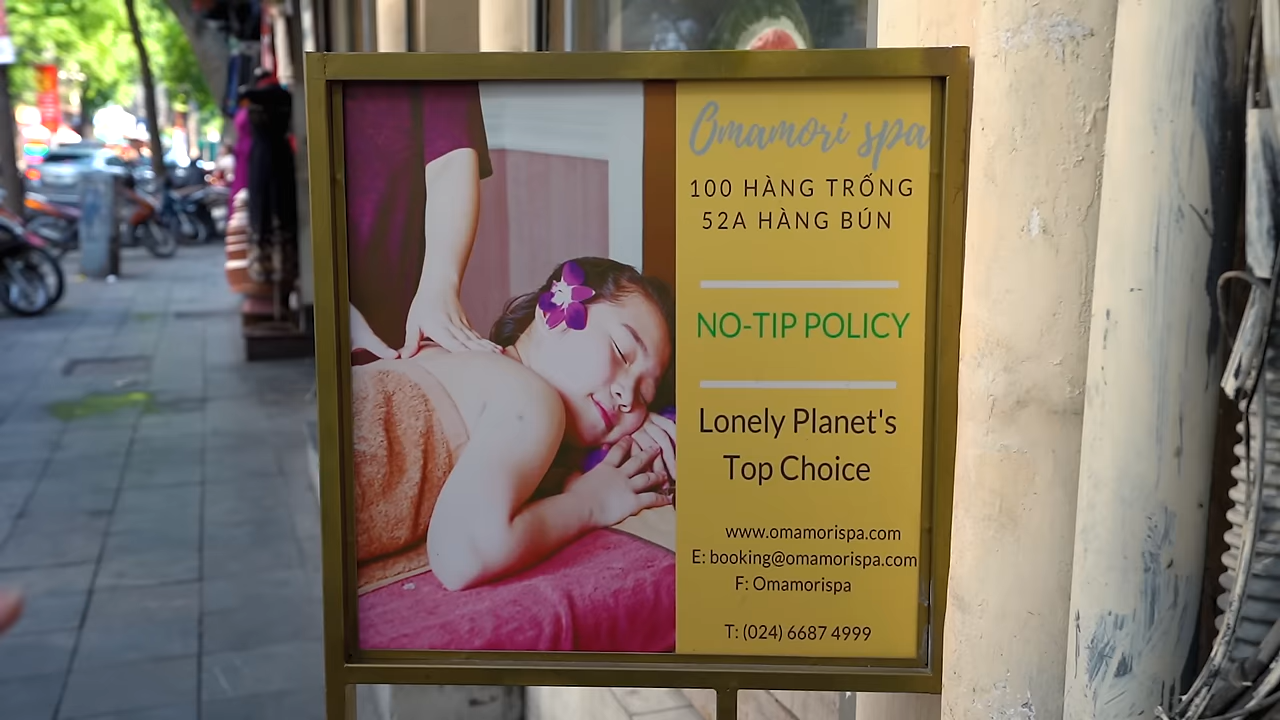 Omamori spa
100 HÀNG TRỐNG
52A HÀNG BÚN
NO-TIP POLICY
Lonely Planet's
Top Choice
www.omamorispa.com
E: booking@omamorispa.com
F: Omamorispa
T: (024) 6687 4999